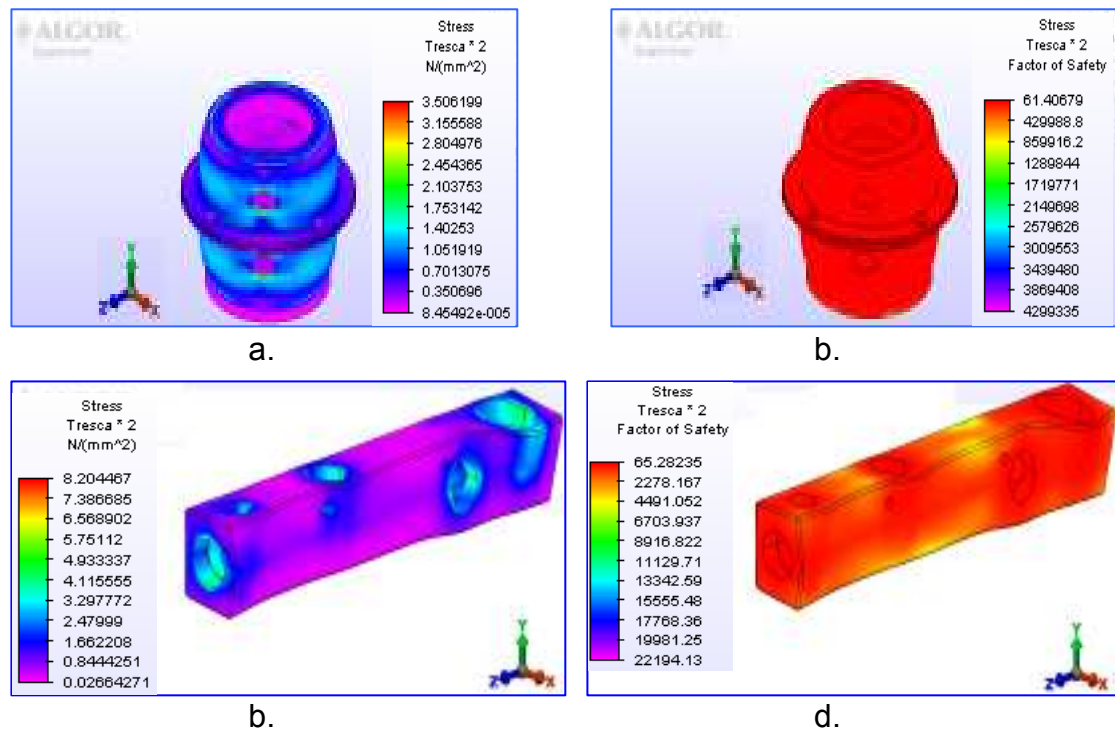 ALGOR.
Stress
Tresca * 2
N/(mm^2)
3.506199
3.155588
2.804976
2.454365
2.103753
1.753142
1.40253
1.051919
0.7013075
0.350696
8.45492e-005
Y
Z
X
a.
ALGOR.
Stress
Tresca * 2
Factor of Safety
61.40679
429988.8
859916.2
1289844
1719771
2149698
2579626
3009553
3439480
3869408
4299335
Y
Z
X
b.
Stress
Tresca * 2
N/(mm^2)
8.204467
7.386685
6.568902
5.75112
4.933337
4.115555
3.297772
2.47999
1.662208
0.8444251
0.02664271
Y
Z
X
b.
Stress
Tresca * 2
Factor of Safety
65.28235
2278.167
4491.052
6703.937
8916.822
11129.71
13342.59
15555.48
17768.36
19981.25
22194.13
Y
Z
X
d.